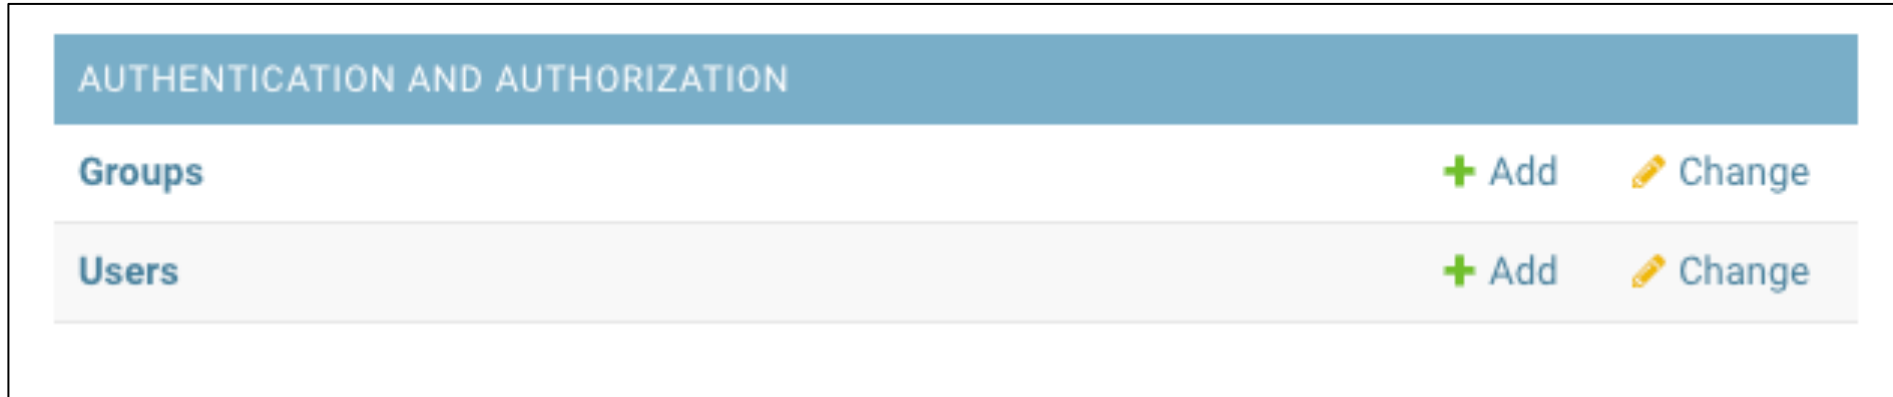 AUTHENTICATION AND AUTHORIZATION
Groups Add Change
Users Add Change